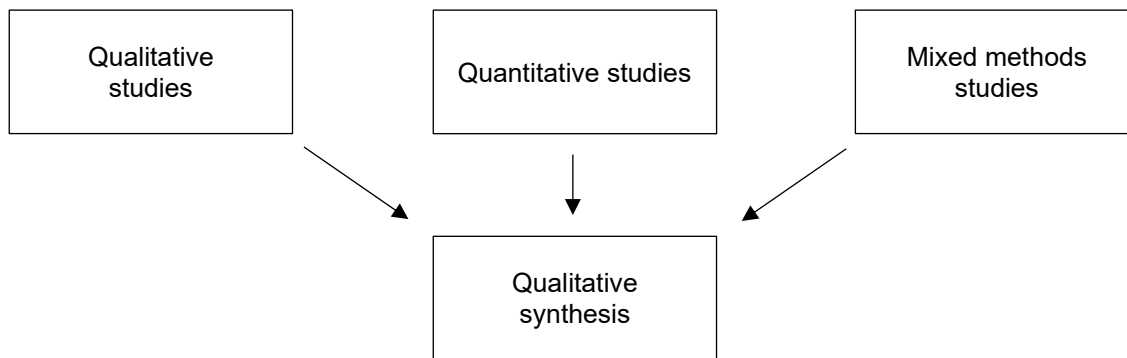 Qualitative
studies
Quantitative studies
Mixed methods
studies
Qualitative
synthesis